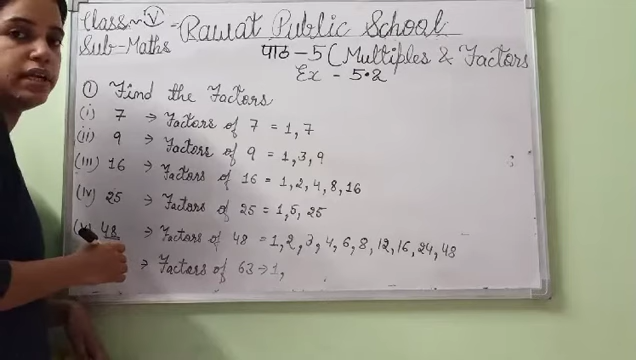 Class ~ V - Rawat Public School
Sub-Maths
पाठ-5 (Multiples & Factors
Ex - 5.2
① Find the Factors
(i) 7 → Factors of 7 = 1, 7
(ii) 9 → Factors of 9 = 1, 3, 9
(iii) 16 → Factors of 16 = 1, 2, 4, 8, 16
(iv) 25 → Factors of 25 = 1, 5, 25
(v) 48 → Factors of 48 = 1, 2, 3, 4, 6, 8, 12, 16, 24, 48
→ Factors of 63 → 1,